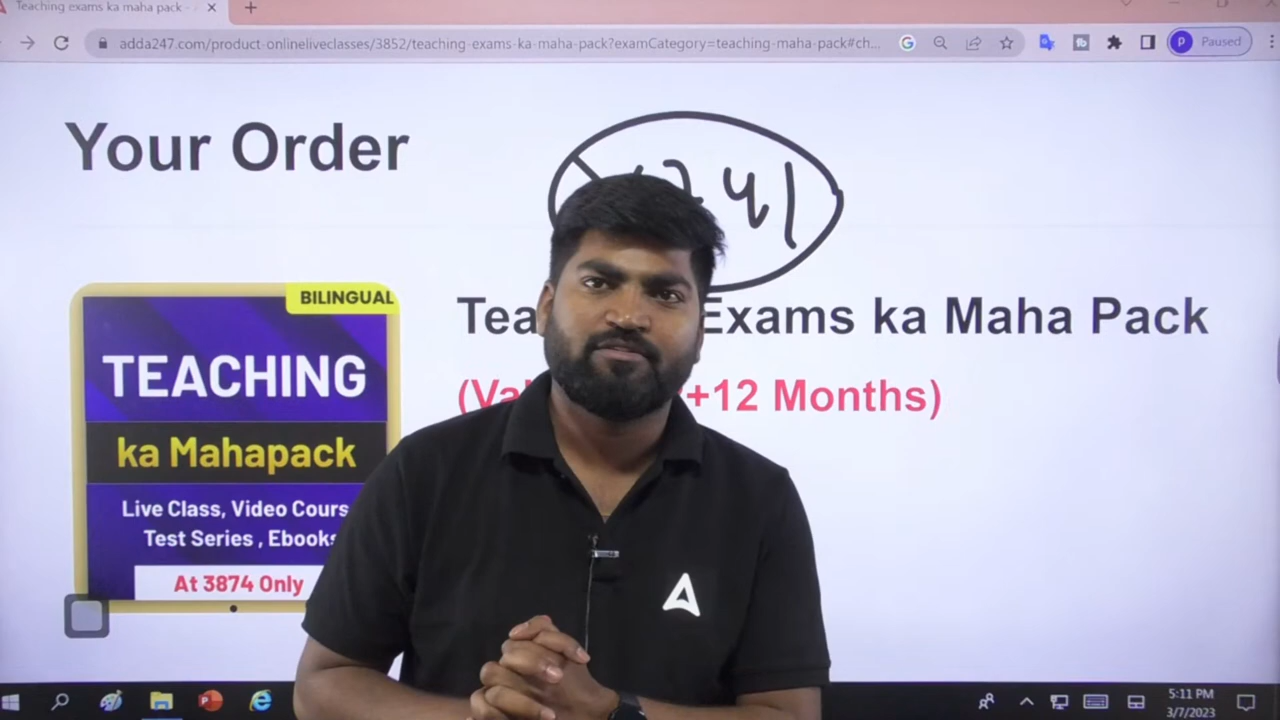 Teaching exams ka maha pack -
adda247.com/product-onlineliveclasses/3852/teaching-exams-ka-maha-pack?examCategory=teaching-maha-pack#ch...
P Paused
Your Order
41
BILINGUAL
TEACHING
ka Mahapack
Live Class, Video Cours
Test Series , Ebooks
At 3874 Only
Exams ka Maha Pack
+12 Months)
5:11 PM
3/7/2023